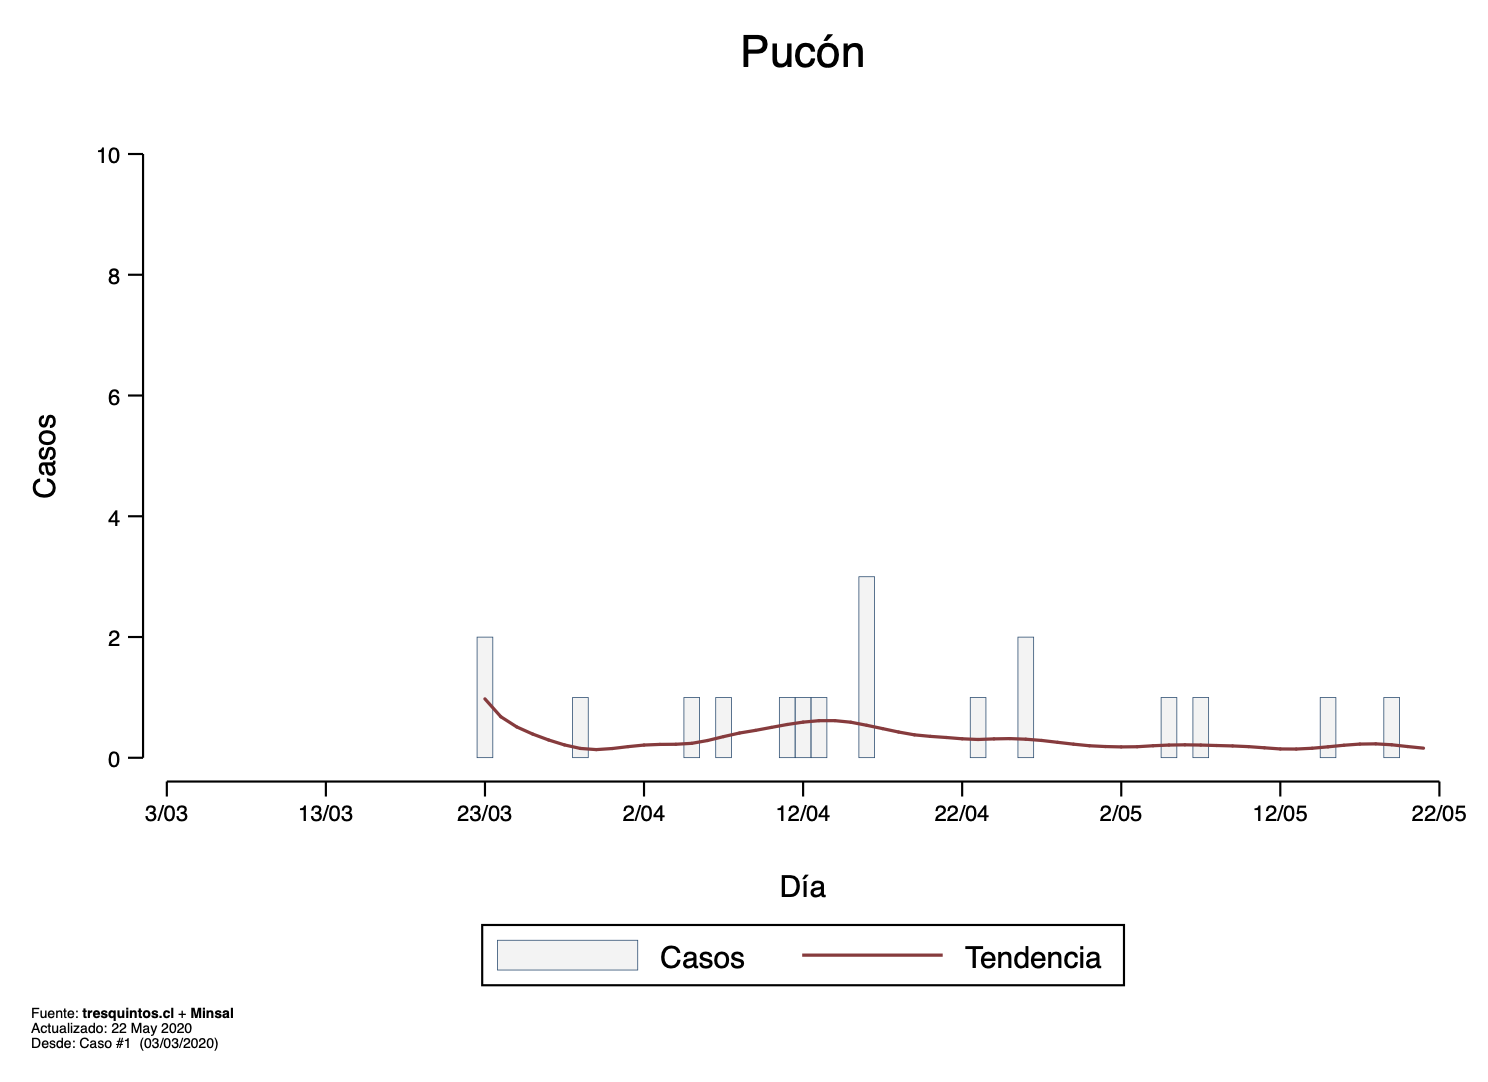 Pucón
10
8
6
4
2
0
Casos
3/03 13/03 23/03 2/04 12/04 22/04 2/05 12/05 22/05
Día
Casos Tendencia
Fuente: tresquintos.cl + Minsal
Actualizado: 22 May 2020
Desde: Caso #1 (03/03/2020)